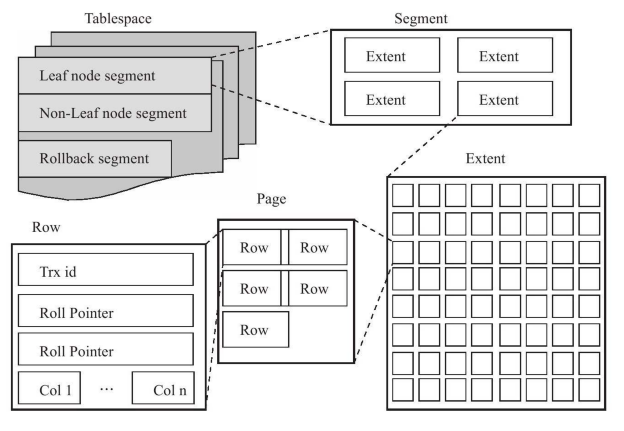 Tablespace
Segment
Leaf node segment
Non-Leaf node segment
Rollback segment
Extent Extent
Extent Extent
Extent
Page
Row Row
Row Row
Row
Row
Trx id
Roll Pointer
Roll Pointer
Col 1 ... Col n